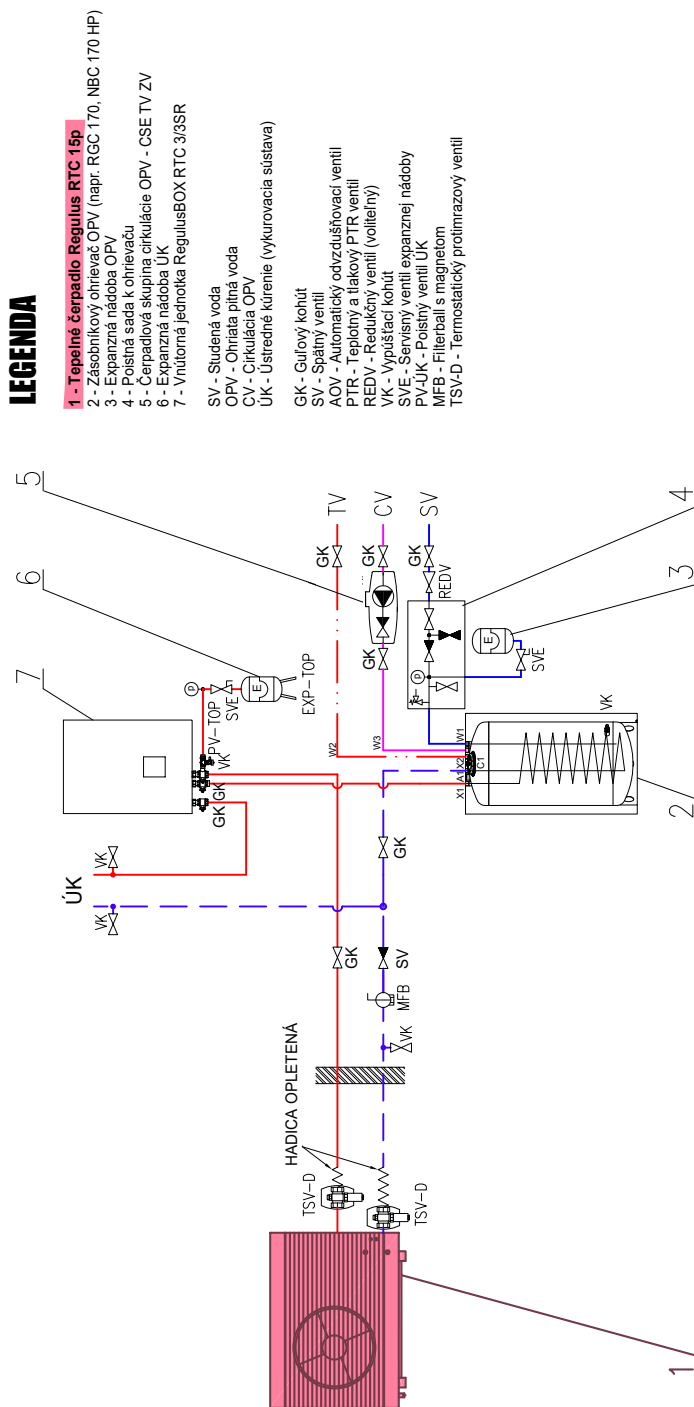 LEGENDA
1 - Tepelné čerpadlo Regulus RTC 15p
2 - Zásobníkový ohrievač OPV (napr. RGC 170, NBC 170 HP)
3 - Expanzná nádoba OPV
4 - Poistná sada k ohrievaču
5 - Čerpadlová skupina cirkulácie OPV - CSE TV ZV
6 - Expanzná nádoba ÚK
7 - Vnútorná jednotka RegulusBOX RTC 3/3SR
SV - Studená voda
OPV - Ohriata pitná voda
CV - Cirkulácia OPV
ÚK - Ústredné kúrenie (vykurovacia sústava)
GK - Guľový kohút
SV - Spätný ventil
AOV - Automatický odvzdušňovací ventil
PTR - Teplotný a tlakový PTR ventil
REDV - Redukčný ventil (voliteľný)
VK - Vypúšťací kohút
SVE - Servisný ventil expanznej nádoby
PV-ÚK - Poistný ventil ÚK
MFB - Filterball s magnetom
TSV-D - Termostatický protimrazový ventil
7
6
5
P
E
SVE
EXP-TOP
PV-TOP
VK
GK
GK
ÚK
VK
VK
TV
CV
SV
GK
GK
GK
GK
REDV
P
E
SVE
4
3
W2
W3
W1
X1
A1
X2
C1
VK
2
GK
GK
SV
MFB
VK
HADICA OPLETENÁ
TSV-D
TSV-D
1